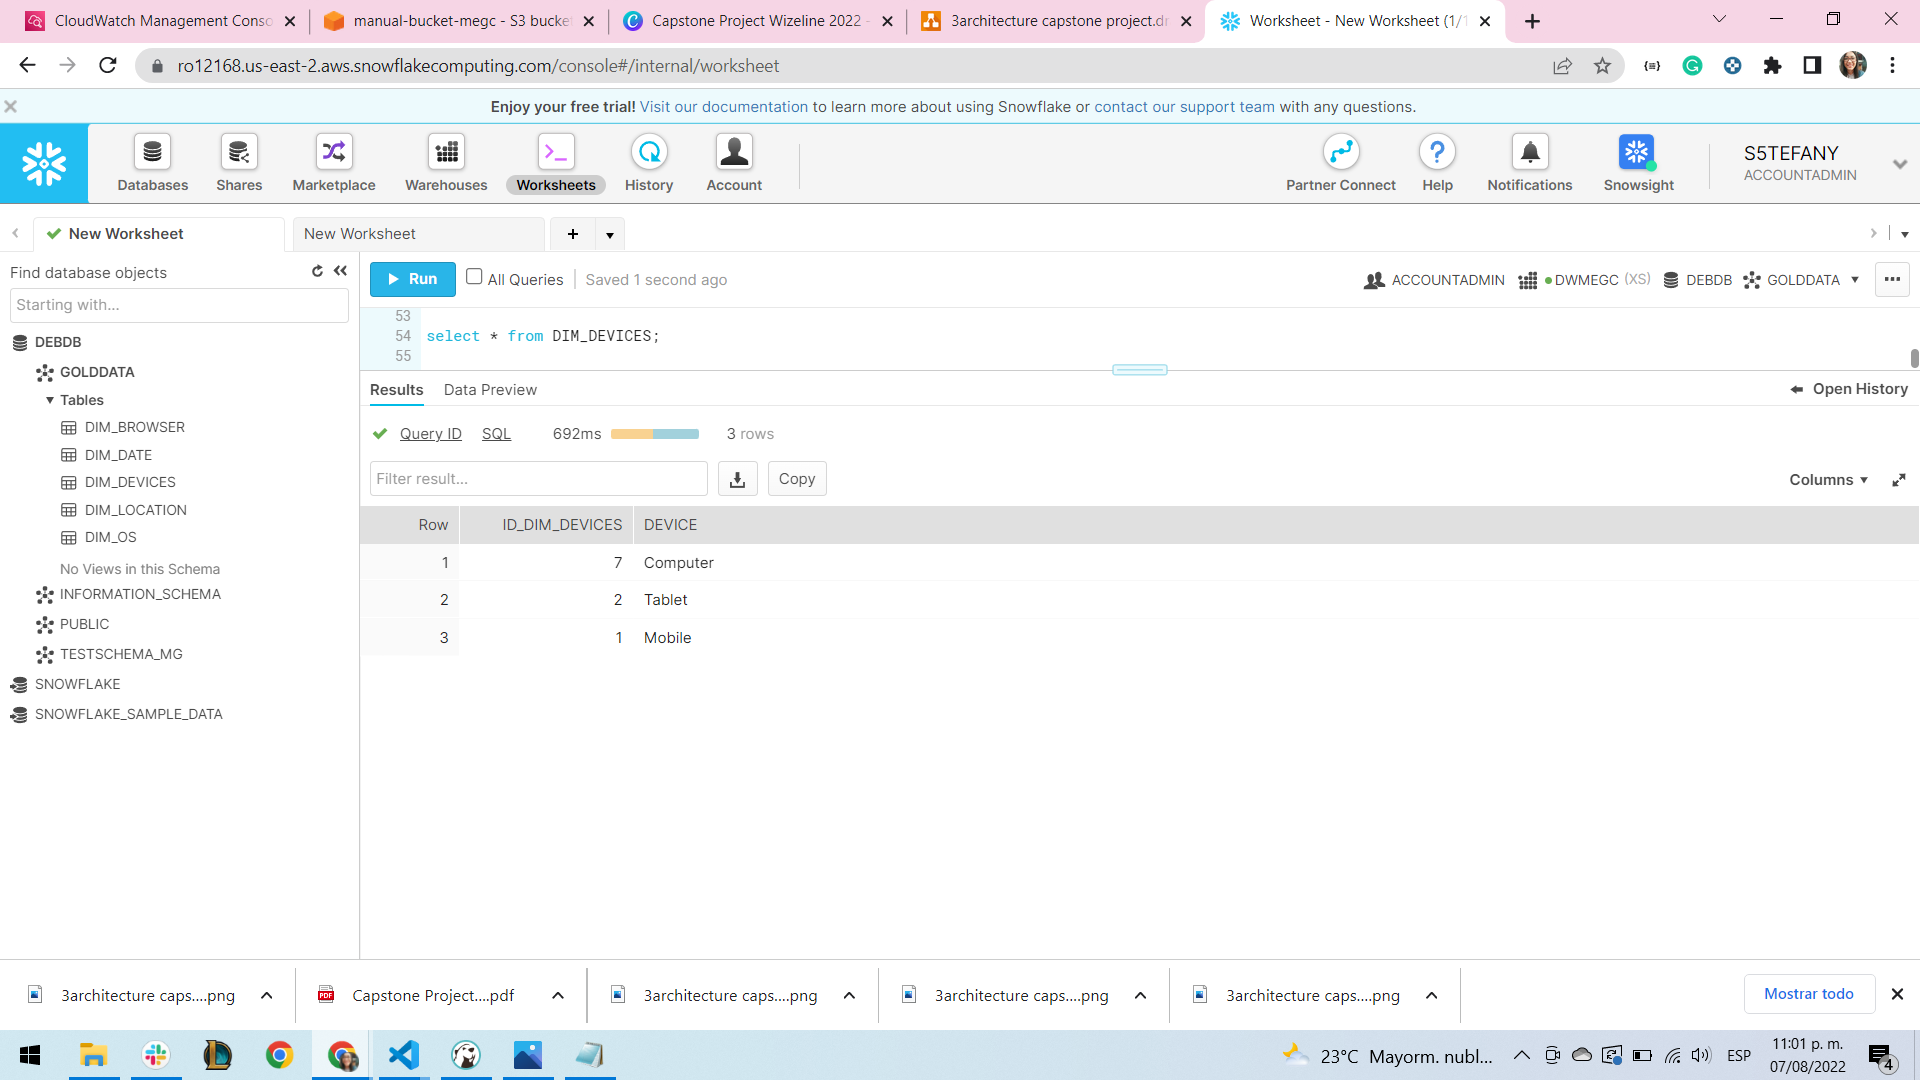 CloudWatch Management Conso
manual-bucket-megc - S3 bucke
Capstone Project Wizeline 2022 -
3architecture capstone project.dr
Worksheet - New Worksheet (1/1
ro12168.us-east-2.aws.snowflakecomputing.com/console#/internal/worksheet
Enjoy your free trial! Visit our documentation to learn more about using Snowflake or contact our support team with any questions.
Databases
Shares
Marketplace
Warehouses
Worksheets
History
Account
Partner Connect
Help
Notifications
Snowsight
S5TEFANY
ACCOUNTADMIN
New Worksheet
New Worksheet
Find database objects
Starting with...
DEBDB
GOLDDATA
Tables
DIM_BROWSER
DIM_DATE
DIM_DEVICES
DIM_LOCATION
DIM_OS
No Views in this Schema
INFORMATION_SCHEMA
PUBLIC
TESTSCHEMA_MG
SNOWFLAKE
SNOWFLAKE_SAMPLE_DATA
Run
All Queries
Saved 1 second ago
ACCOUNTADMIN
DWMEGC (XS)
DEBDB
GOLDDATA
53
54 select * from DIM_DEVICES;
55
Results
Data Preview
Open History
Query ID
SQL
692ms
3 rows
Filter result...
Copy
Columns
Row ID_DIM_DEVICES DEVICE
1 7 Computer
2 2 Tablet
3 1 Mobile
3architecture caps....png
PDF
Capstone Project....pdf
3architecture caps....png
3architecture caps....png
3architecture caps....png
Mostrar todo
23°C Mayorm. nubl...
ESP
11:01 p. m.
07/08/2022
4